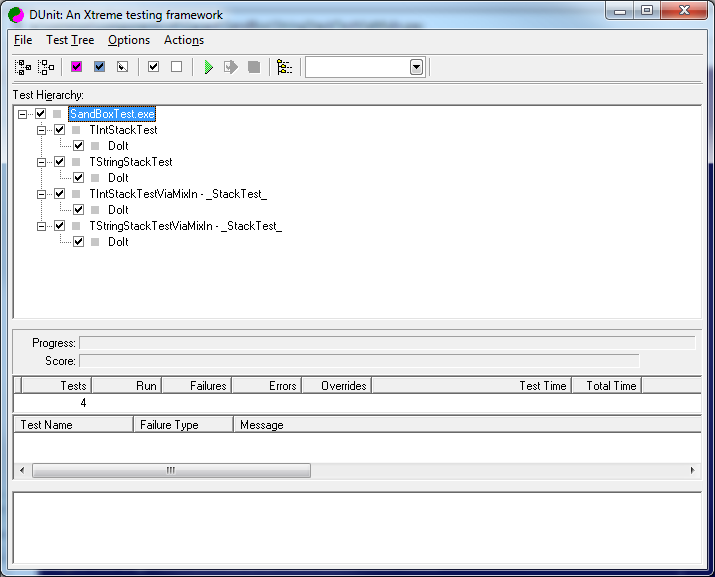 DUnit: An Xtreme testing framework
File Test Tree Options Actions
Test Hierarchy:
SandBoxTest.exe
TIntStackTest
DoIt
TStringStackTest
DoIt
TIntStackTestViaMixIn - _StackTest_
DoIt
TStringStackTestViaMixIn - _StackTest_
DoIt
Progress:
Score:
Tests Run Failures Errors Overrides Test Time Total Time
4
Test Name Failure Type Message